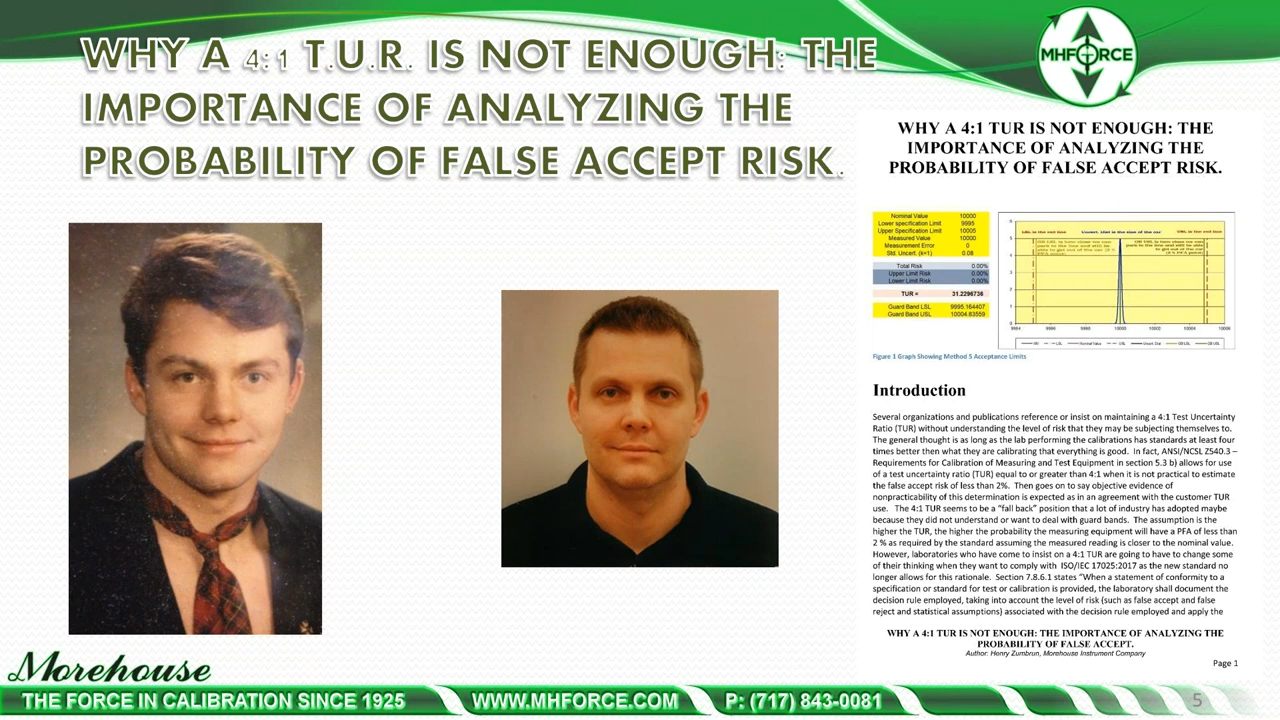 WHY A 4:1 T.U.R. IS NOT ENOUGH: THE
IMPORTANCE OF ANALYZING THE
PROBABILITY OF FALSE ACCEPT RISK.
MHFORCE
WHY A 4:1 TUR IS NOT ENOUGH: THE
IMPORTANCE OF ANALYZING THE
PROBABILITY OF FALSE ACCEPT RISK.
Nominal Value 10000
Lower specification Limit 9995
Upper Specification Limit 10005
Measured Value 10000
Measurement Error 0
Std. Uncert. (k=1) 0.08
Total Risk 0.00%
Upper Limit Risk 0.00%
Lower Limit Risk 0.00%
TUR = 31.2296736
Guard Band LSL 9995.164407
Guard Band USL 10004.83559
9994 9996 9998 10000 10002 10004 10006
Figure 1 Graph Showing Method 5 Acceptance Limits
Introduction
Several organizations and publications reference or insist on maintaining a 4:1 Test Uncertainty
Ratio (TUR) without understanding the level of risk that they may be subjecting themselves to.
The general thought is as long as the lab performing the calibrations has standards at least four
times better then what they are calibrating that everything is good. In fact, ANSI/NCSL Z540.3 –
Requirements for Calibration of Measuring and Test Equipment in section 5.3 b) allows for use
of a test uncertainty ratio (TUR) equal to or greater than 4:1 when it is not practical to estimate
the false accept risk of less than 2%. Then goes on to say objective evidence of
nonpracticability of this determination is expected as in an agreement with the customer TUR
use. The 4:1 TUR seems to be a “fall back” position that a lot of industry has adopted maybe
because they did not understand or want to deal with guard bands. The assumption is the
higher the TUR, the higher the probability the measuring equipment will have a PFA of less than
2 % as required by the standard assuming the measured reading is closer to the nominal value.
However, laboratories who have come to insist on a 4:1 TUR are going to have to change some
of their thinking when they want to comply with ISO/IEC 17025:2017 as the new standard no
longer allows for this rationale. Section 7.8.6.1 states “When a statement of conformity to a
specification or standard for test or calibration is provided, the laboratory shall document the
decision rule employed, taking into account the level of risk (such as false accept and false
reject and statistical assumptions) associated with the decision rule employed and apply the
WHY A 4:1 TUR IS NOT ENOUGH: THE IMPORTANCE OF ANALYZING THE
PROBABILITY OF FALSE ACCEPT.
Author: Henry Zumbrun, Morehouse Instrument Company
Page 1
Morehouse
THE FORCE IN CALIBRATION SINCE 1925 WWW.MHFORCE.COM P: (717) 843-0081 5